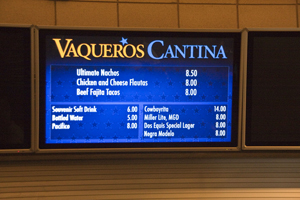 VAQUEROS CANTINA
Ultimate Nachos 8.50
Chicken and Cheese Flautas 8.00
Beef Fajita Tacos 8.00
Souvenir Soft Drink 6.00
Bottled Water 5.00
Pacifico 8.00
Cowboyrita 14.00
Miller Lite, MGD 8.00
Dos Equis Special Lager 8.00
Negra Modelo 8.00